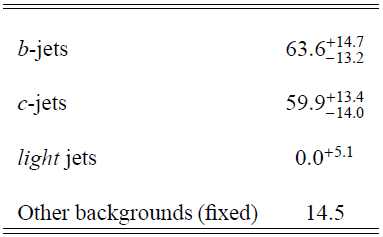 b-jets 63.6+14.7 −13.2
c-jets 59.9+13.4 −14.0
light jets 0.0+5.1
Other backgrounds (fixed) 14.5